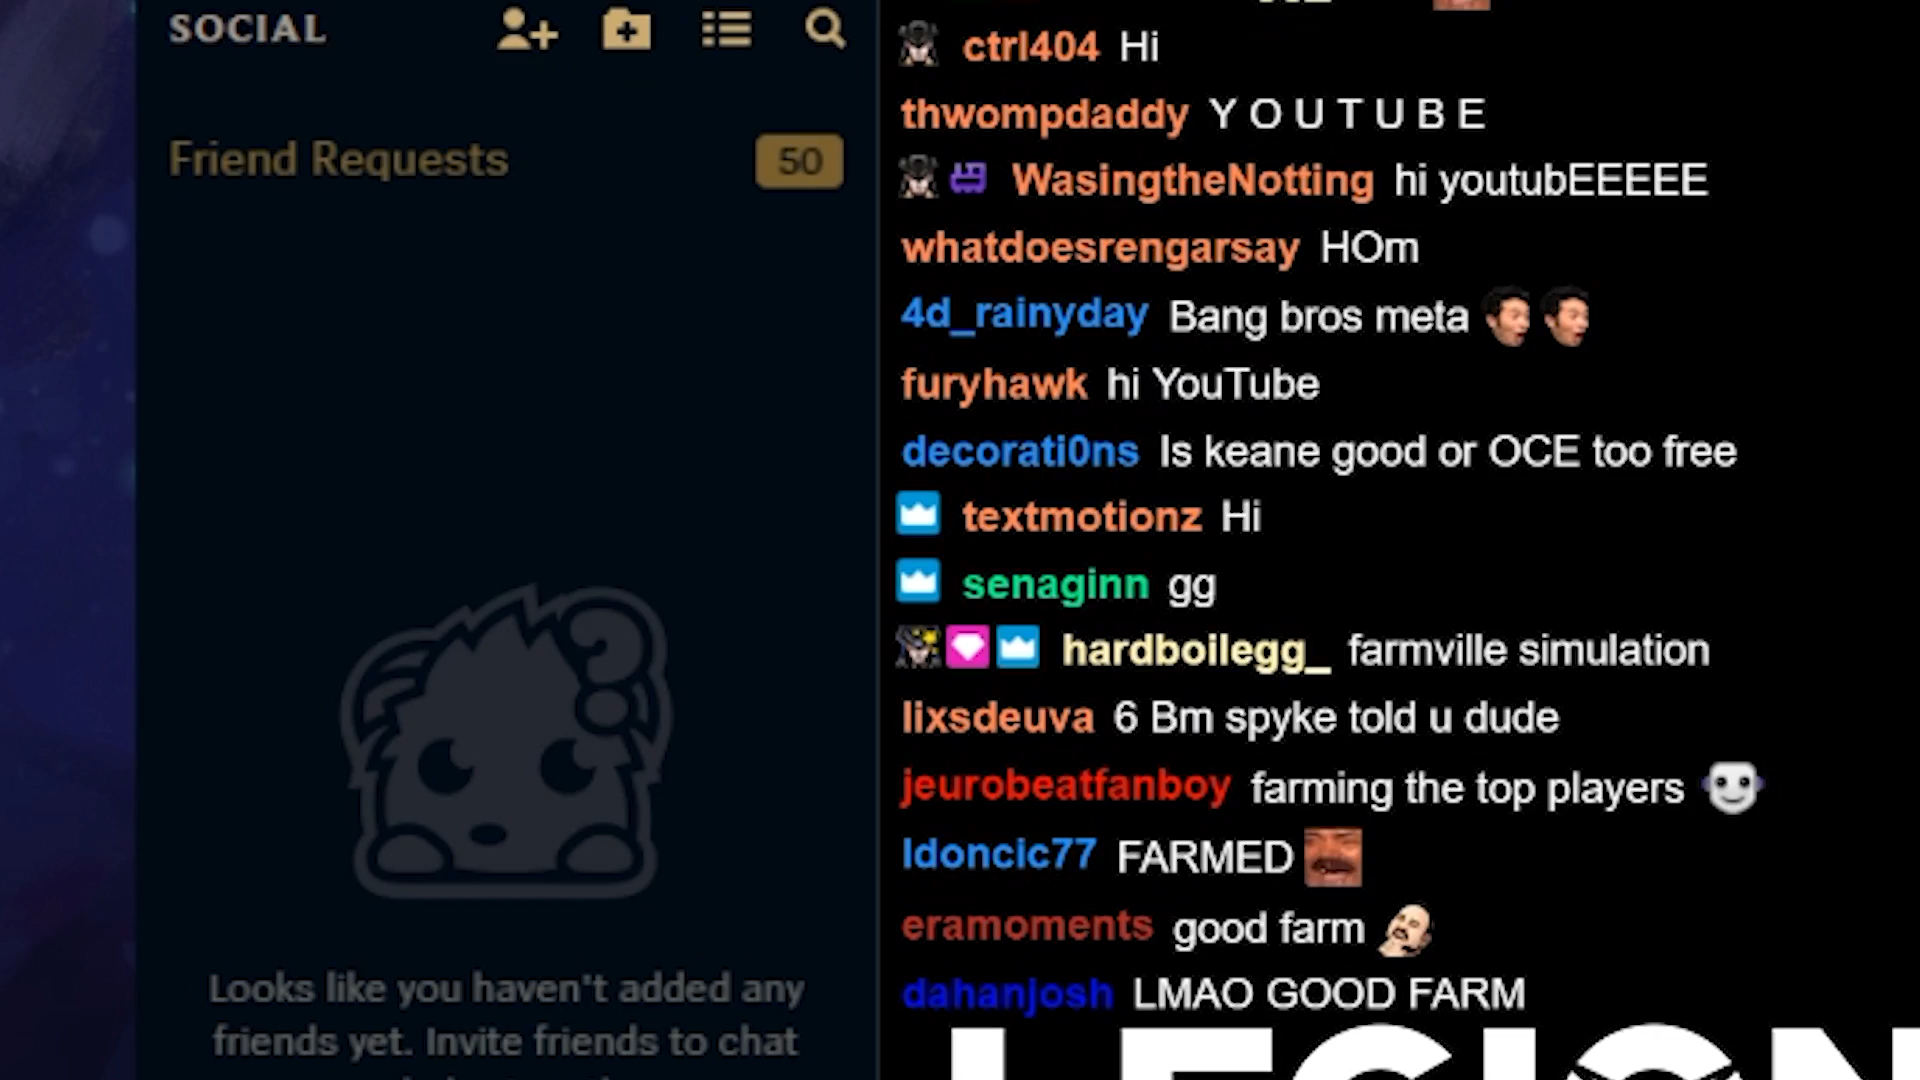 SOCIAL
Friend Requests 50
Looks like you haven't added any
friends yet. Invite friends to chat
ctrl404 Hi
thwompdaddy Y O U T U B E
WasingtheNotting hi youtubEEEEE
whatdoesrengarsay HOm
4d_rainyday Bang bros meta
furyhawk hi YouTube
decorati0ns Is keane good or OCE too free
textmotionz Hi
senaginn gg
hardboilegg_ farmville simulation
lixsdeuva 6 Bm spyke told u dude
jeurobeatfanboy farming the top players
ldoncic77 FARMED
eramoments good farm
dahanjosh LMAO GOOD FARM
LEGION